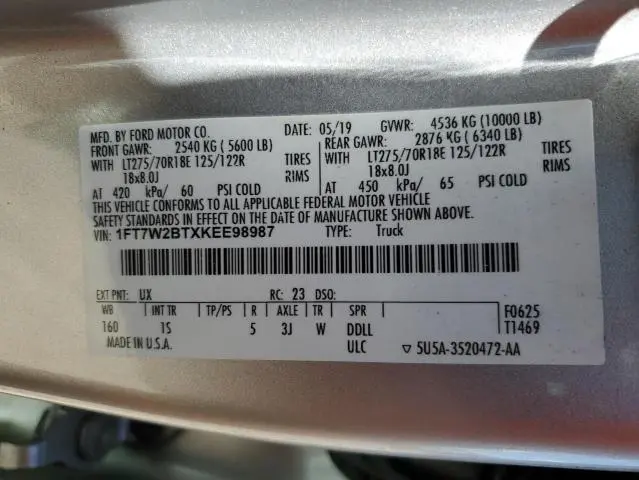 MFD. BY FORD MOTOR CO. DATE: 05/19 GVWR: 4536 KG (10000 LB)
FRONT GAWR: 2540 KG ( 5600 LB) REAR GAWR: 2876 KG ( 6340 LB)
WITH LT275/70R18E 125/122R TIRES WITH LT275/70R18E 125/122R TIRES
18x8.0J RIMS 18x8.0J RIMS
AT 420 kPa/ 60 PSI COLD AT 450 kPa/ 65 PSI COLD
THIS VEHICLE CONFORMS TO ALL APPLICABLE FEDERAL MOTOR VEHICLE
SAFETY STANDARDS IN EFFECT ON THE DATE OF MANUFACTURE SHOWN ABOVE.
VIN: 1FT7W2BTXKEE98987 TYPE: Truck
EXT PNT: UX RC: 23 DSO:
WB INT TR TP/PS R AXLE TR SPR F0625
160 1S 5 3J W DDLL T1469
MADE IN U.S.A. ULC ▽ 5U5A-3520472-AA